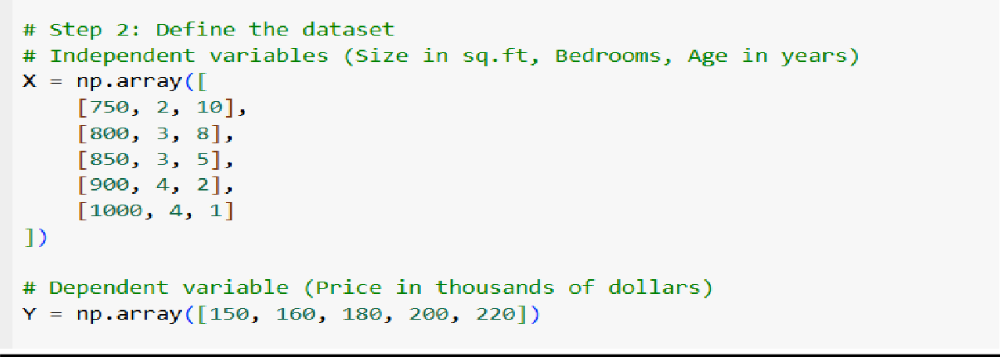 # Step 2: Define the dataset
# Independent variables (Size in sq.ft, Bedrooms, Age in years)
X = np.array([
    [750, 2, 10],
    [800, 3, 8],
    [850, 3, 5],
    [900, 4, 2],
    [1000, 4, 1]
])
# Dependent variable (Price in thousands of dollars)
Y = np.array([150, 160, 180, 200, 220])